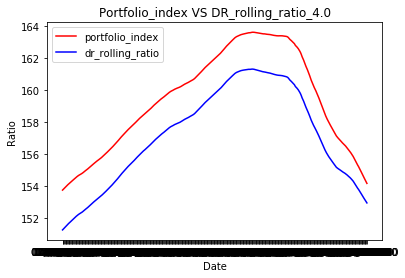 Portfolio_index VS DR_rolling_ratio_4.0
164
162
160
158
156
154
152
portfolio_index
dr_rolling_ratio
Ratio
Date